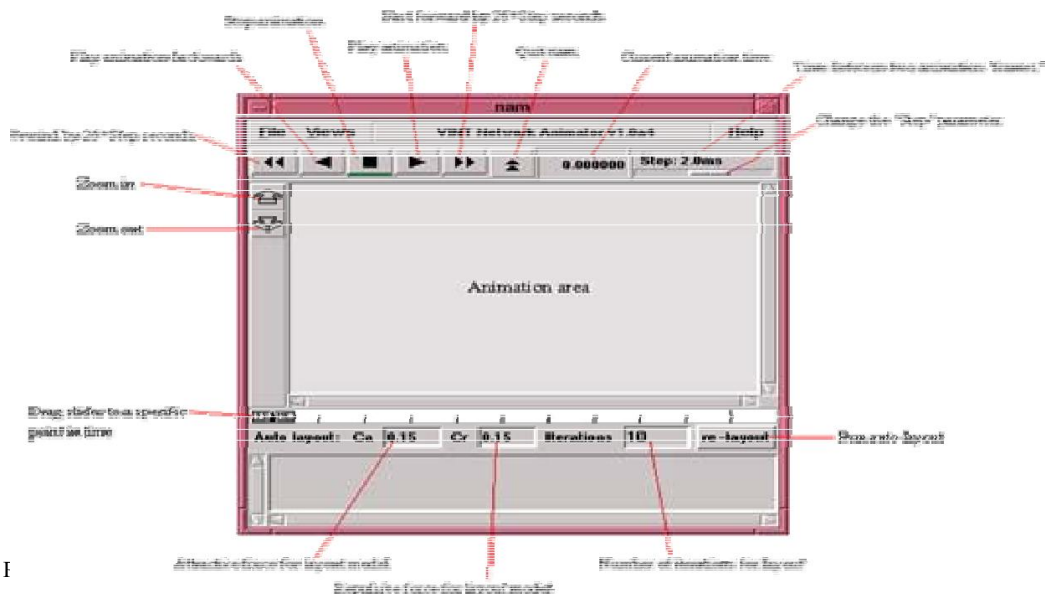 Fast forward by 25*Step seconds
Stop animation
Play animation
Quit nam
Play animation backwards
Current animation time
Time between two animation "frames"
nam
Change the "Step" parameter
File Views VINT Network Animator v1.0a4 Help
Rewind by 25*Step seconds
0.000000 Step: 2.0ms
Zoom in
Zoom out
Animation area
Drag slider to a specific
point in time
Auto layout: Ca 0.15 Cr 0.15 Iterations 10 re-layout
Run auto layout
Attractive force for layout model
Number of iterations for layout
Repulsive force for layout model